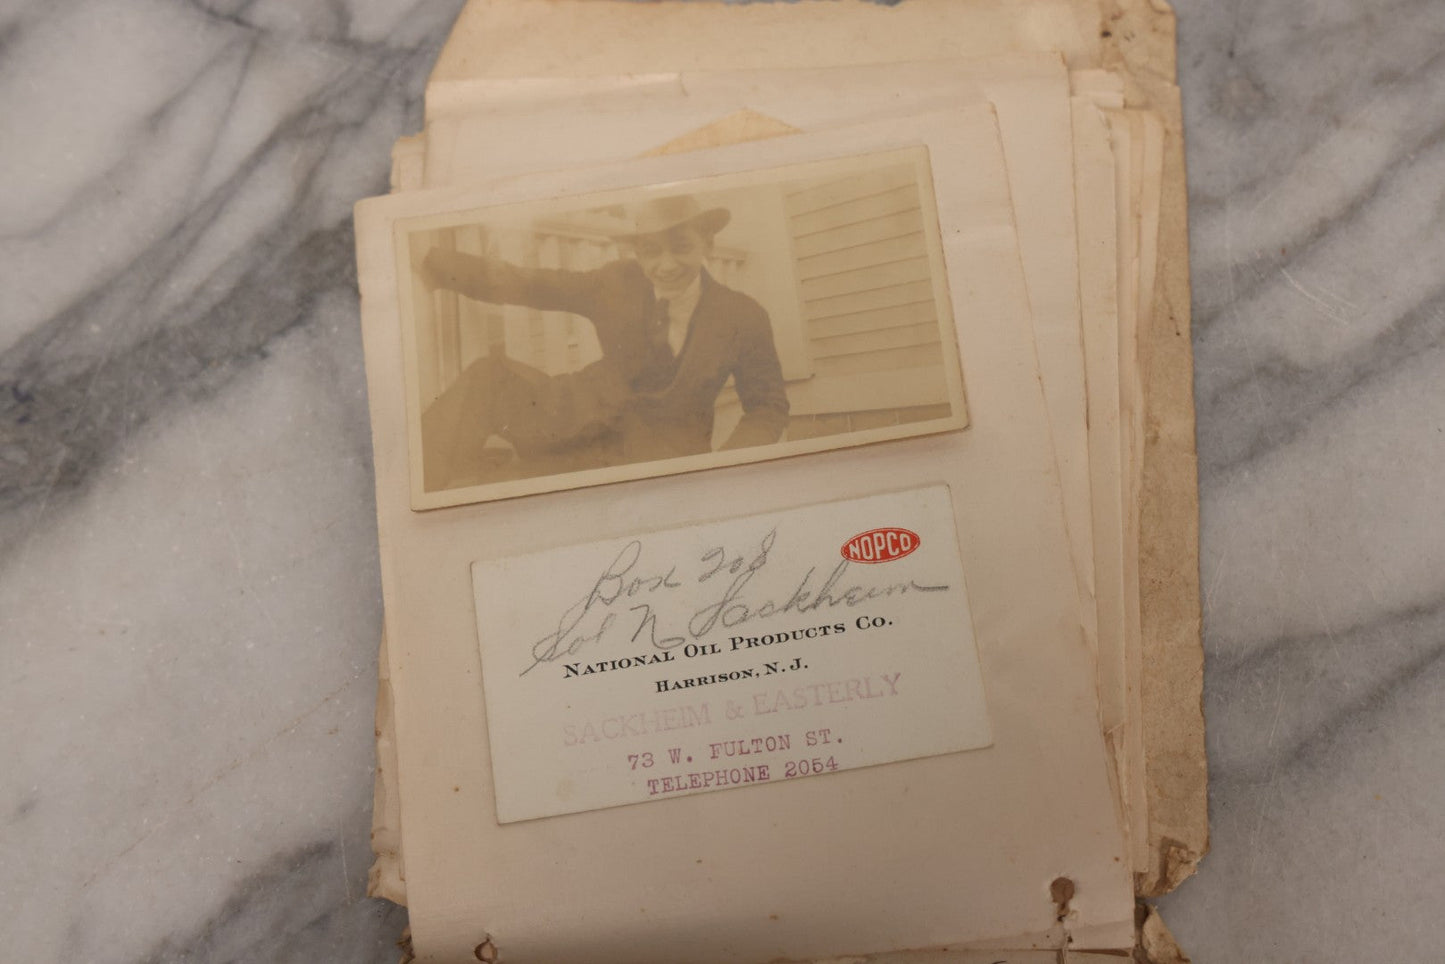 NOPCO
Box 208
Sol N Sackheim
NATIONAL OIL PRODUCTS CO.
HARRISON, N. J.
SACKHEIM & EASTERLY
73 W. FULTON ST.
TELEPHONE 2054